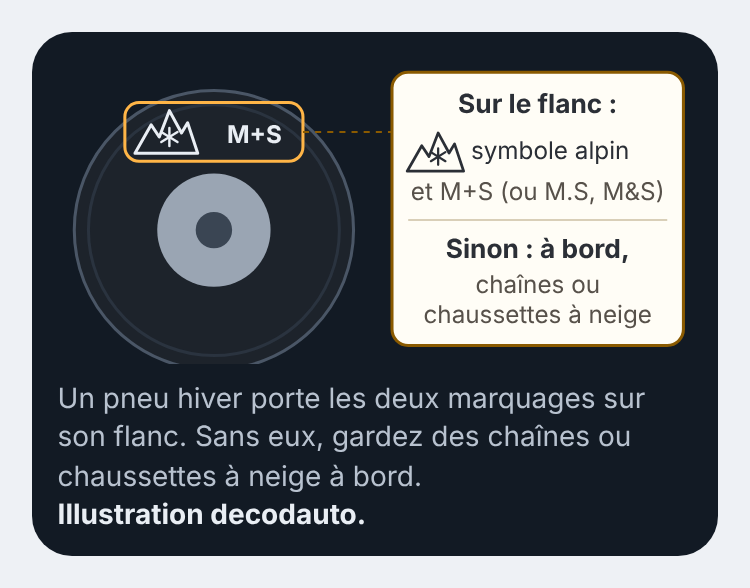 M+S
Sur le flanc :
symbole alpin
et M+S (ou M.S, M&S)
Sinon : à bord,
chaînes ou
chaussettes à neige
Un pneu hiver porte les deux marquages sur
son flanc. Sans eux, gardez des chaînes ou
chaussettes à neige à bord.
Illustration decodauto.